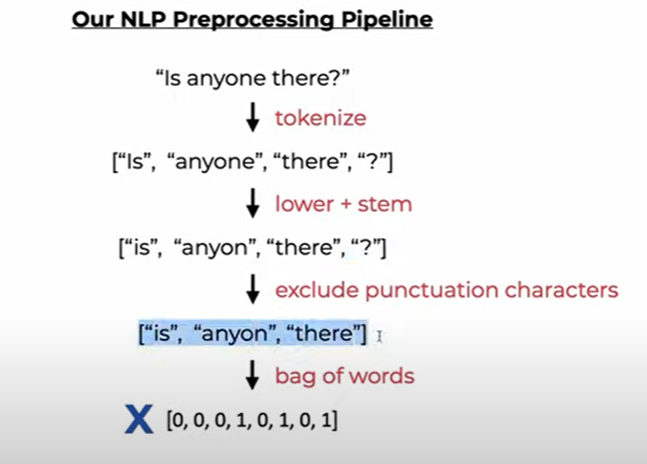 Our NLP Preprocessing Pipeline
“Is anyone there?”
tokenize
[“Is”, “anyone”, “there”, “?”]
lower + stem
[“is”, “anyon”, “there”, “?”]
exclude punctuation characters
[“is”, “anyon”, “there”]
bag of words
X [0, 0, 0, 1, 0, 1, 0, 1]